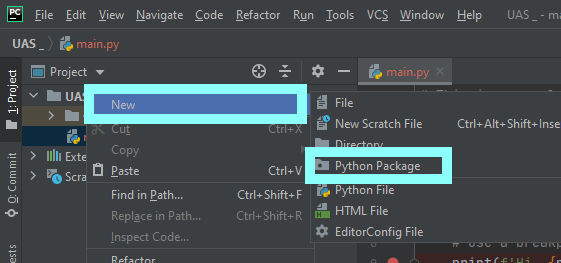 PC File Edit View Navigate Code Refactor Run Tools VCS Window UAS_ - m
UAS_ main.py
1: Project
Project
main.py
UAS
New
File
Cut Ctrl+X
New Scratch File Ctrl+Alt+Shift+Inse
Copy
Directory
Exte
Paste Ctrl+V
Python Package
Scra
Find in Path... Ctrl+Shift+F
Python File
0: Commit
Replace in Path... Ctrl+Shift+R
HTML File
Inspect Code...
EditorConfig File
Refactor
# Use a breakp
print(f'Hi,
equests